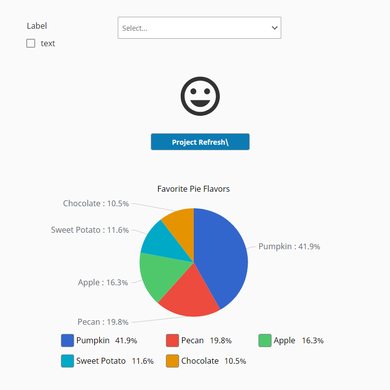 Label
Select...
text
Project Refresh\
Favorite Pie Flavors
Chocolate : 10.5%
Sweet Potato : 11.6%
Pumpkin : 41.9%
Apple : 16.3%
Pecan : 19.8%
Pumpkin 41.9% Pecan 19.8% Apple 16.3%
Sweet Potato 11.6% Chocolate 10.5%